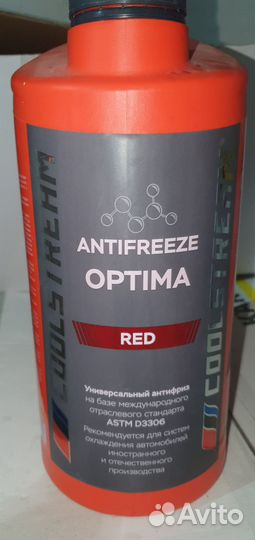 COOLSTREAM
ANTIFREEZE
OPTIMA
RED
Универсальный антифриз
на базе международного
отраслевого стандарта
ASTM D3306
Рекомендуется для систем
охлаждения автомобилей
иностранного
и отечественного
производства
COOLSTREAM
Avito